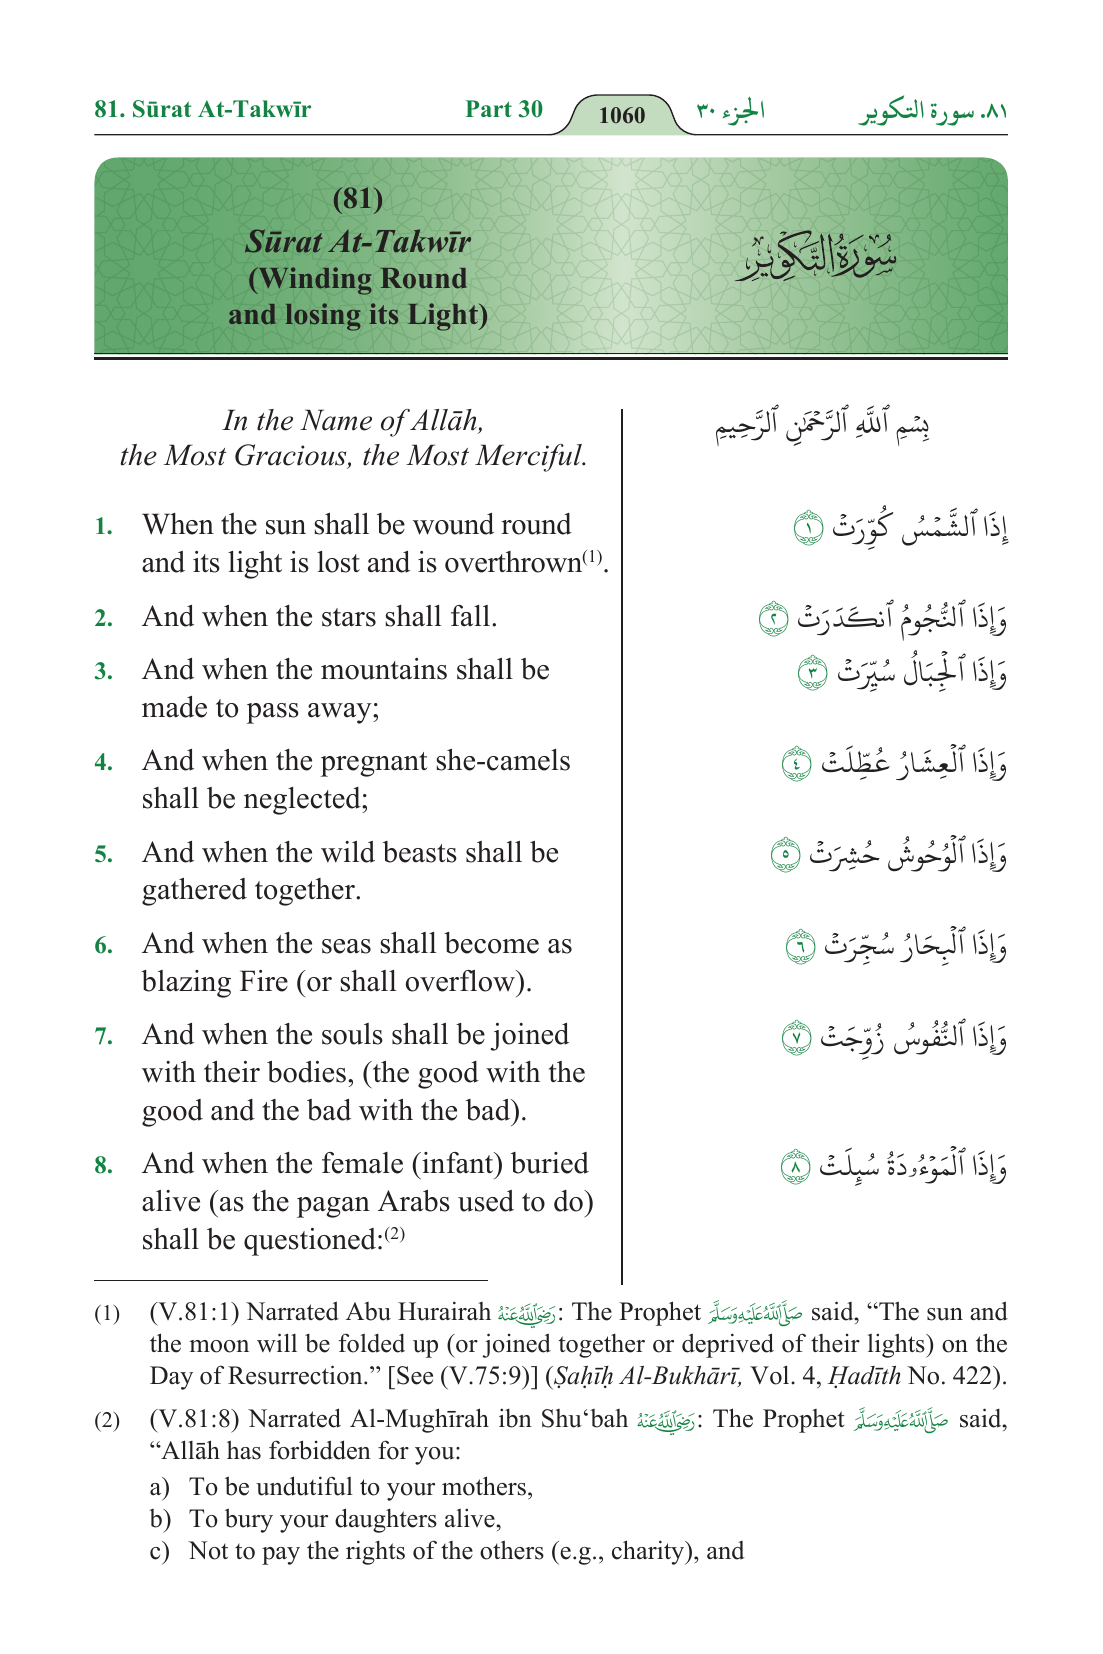 81. Sūrat At-Takwīr Part 30 1060 الجزء ٣٠ ٨١. سورة التكوير
(81)
Sūrat At-Takwīr
(Winding Round
and losing its Light)
سُورَةُ التَّكْوِيرِ
In the Name of Allāh,
the Most Gracious, the Most Merciful.
بِسْمِ ٱللَّهِ ٱلرَّحْمَٰنِ ٱلرَّحِيمِ
1. When the sun shall be wound round
and its light is lost and is overthrown(1).
إِذَا ٱلشَّمْسُ كُوِّرَتْ ١
2. And when the stars shall fall.
وَإِذَا ٱلنُّجُومُ ٱنكَدَرَتْ ٢
3. And when the mountains shall be
made to pass away;
وَإِذَا ٱلْجِبَالُ سُيِّرَتْ ٣
4. And when the pregnant she-camels
shall be neglected;
وَإِذَا ٱلْعِشَارُ عُطِّلَتْ ٤
5. And when the wild beasts shall be
gathered together.
وَإِذَا ٱلْوُحُوشُ حُشِرَتْ ٥
6. And when the seas shall become as
blazing Fire (or shall overflow).
وَإِذَا ٱلْبِحَارُ سُجِّرَتْ ٦
7. And when the souls shall be joined
with their bodies, (the good with the
good and the bad with the bad).
وَإِذَا ٱلنُّفُوسُ زُوِّجَتْ ٧
8. And when the female (infant) buried
alive (as the pagan Arabs used to do)
shall be questioned:(2)
وَإِذَا ٱلْمَوْءُۥدَةُ سُئِلَتْ ٨
(1) (V.81:1) Narrated Abu Hurairah رَضِيَ اللَّهُ عَنْهُ: The Prophet صَلَّى اللَّهُ عَلَيْهِ وَسَلَّمَ said, “The sun and
the moon will be folded up (or joined together or deprived of their lights) on the
Day of Resurrection.” [See (V.75:9)] (Ṣaḥīḥ Al-Bukhārī, Vol. 4, Ḥadīth No. 422).
(2) (V.81:8) Narrated Al-Mughīrah ibn Shu‘bah رَضِيَ اللَّهُ عَنْهُ: The Prophet صَلَّى اللَّهُ عَلَيْهِ وَسَلَّمَ said,
“Allāh has forbidden for you:
a) To be undutiful to your mothers,
b) To bury your daughters alive,
c) Not to pay the rights of the others (e.g., charity), and